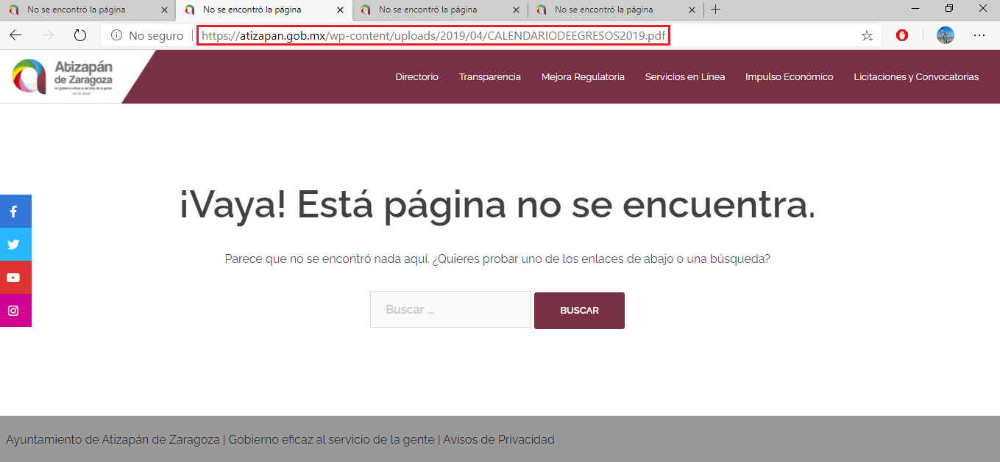 No se encontró la página
No se encontró la página
No se encontró la página
No se encontró la página
No seguro
https://atizapan.gob.mx/wp-content/uploads/2019/04/CALENDARIODEEGRESOS2019.pdf
Atizapán
de Zaragoza
Un gobierno eficaz al servicio de la gente
Directorio
Transparencia
Mejora Regulatoria
Servicios en Línea
Impulso Económico
Licitaciones y Convocatorias
¡Vaya! Está página no se encuentra.
Parece que no se encontró nada aquí. ¿Quieres probar uno de los enlaces de abajo o una búsqueda?
Buscar ...
BUSCAR
Ayuntamiento de Atizapán de Zaragoza | Gobierno eficaz al servicio de la gente | Avisos de Privacidad